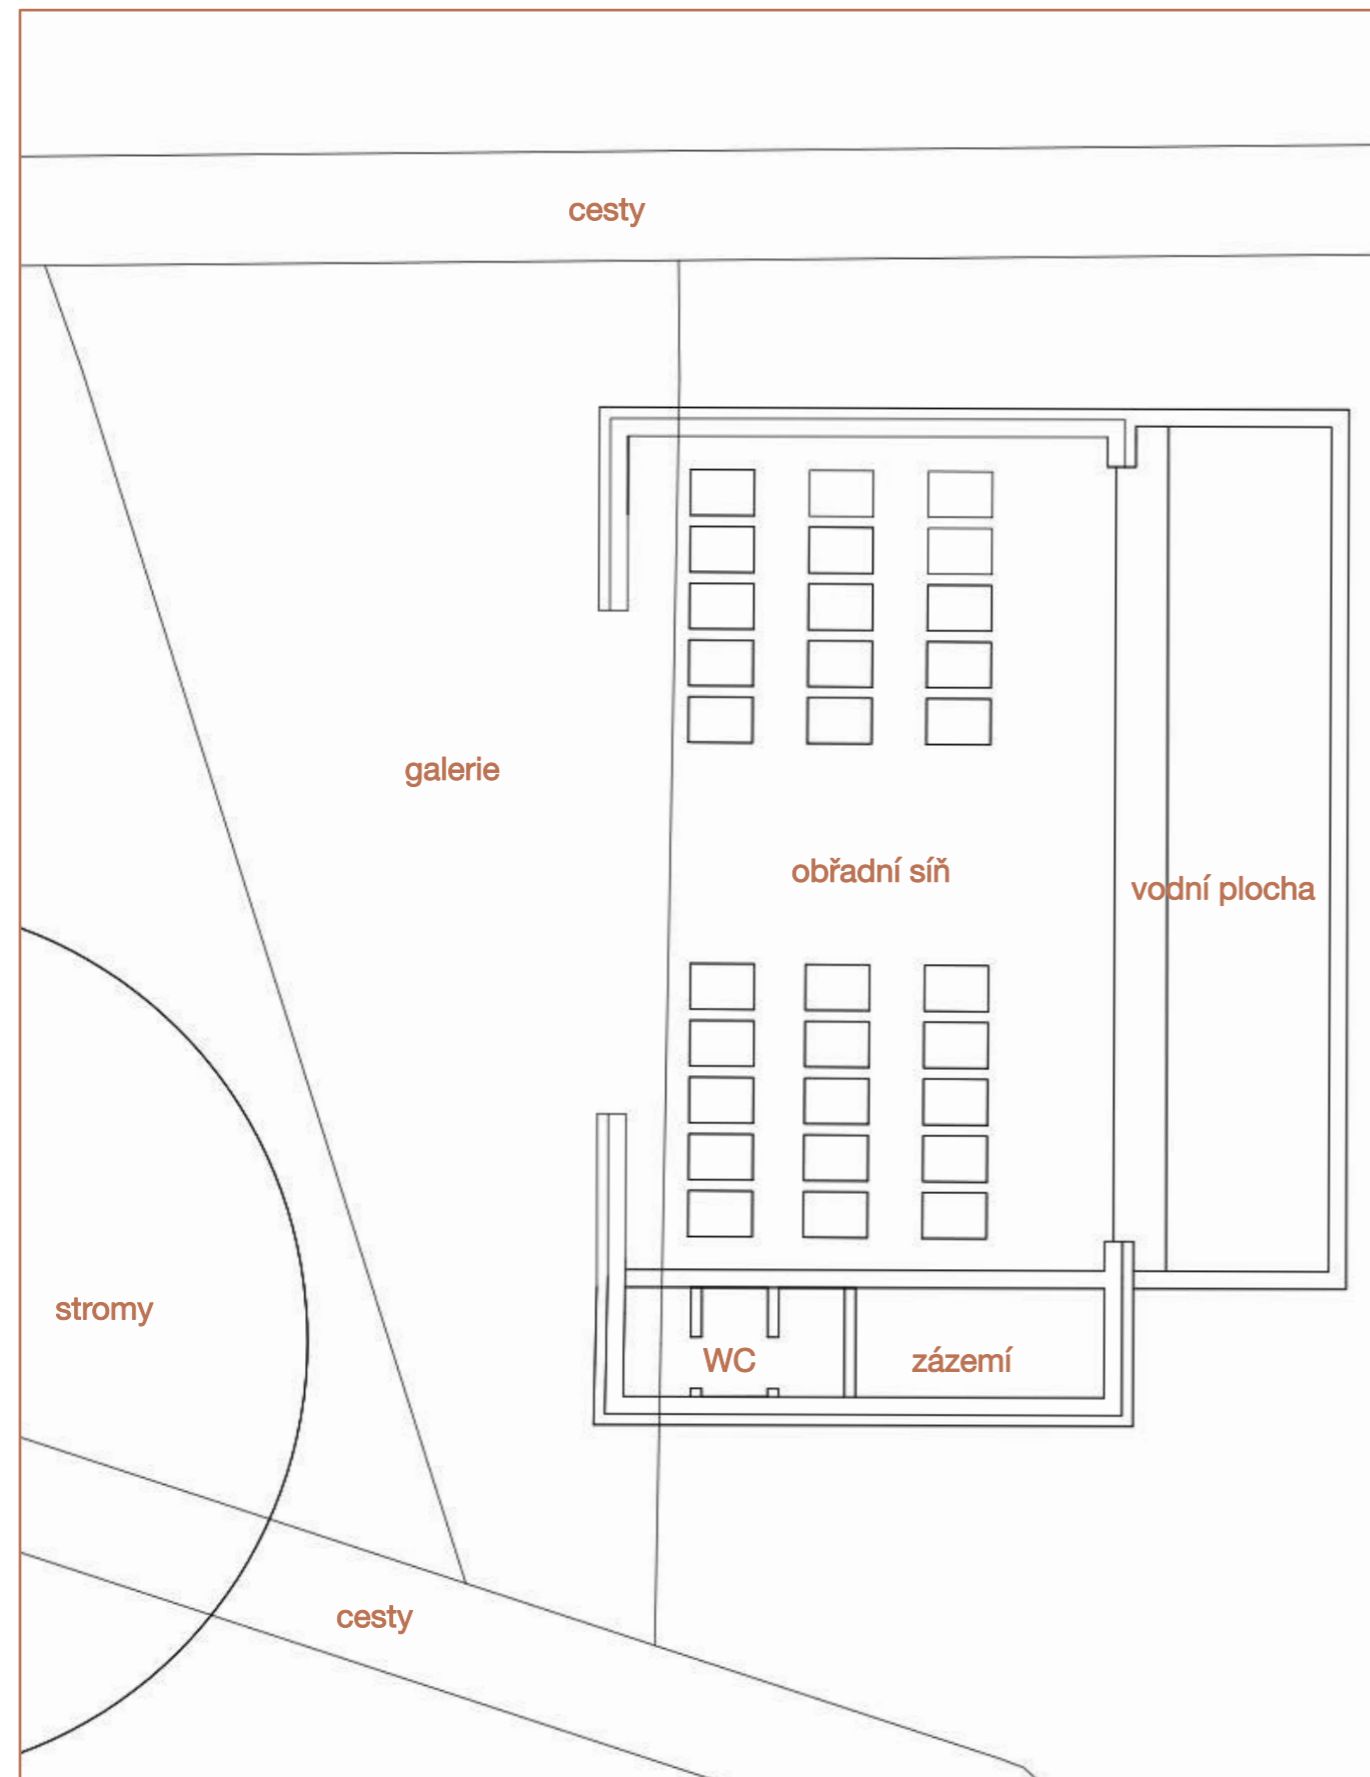 cesty
galerie
obřadní síň
vodní plocha
stromy
WC
zázemí
cesty